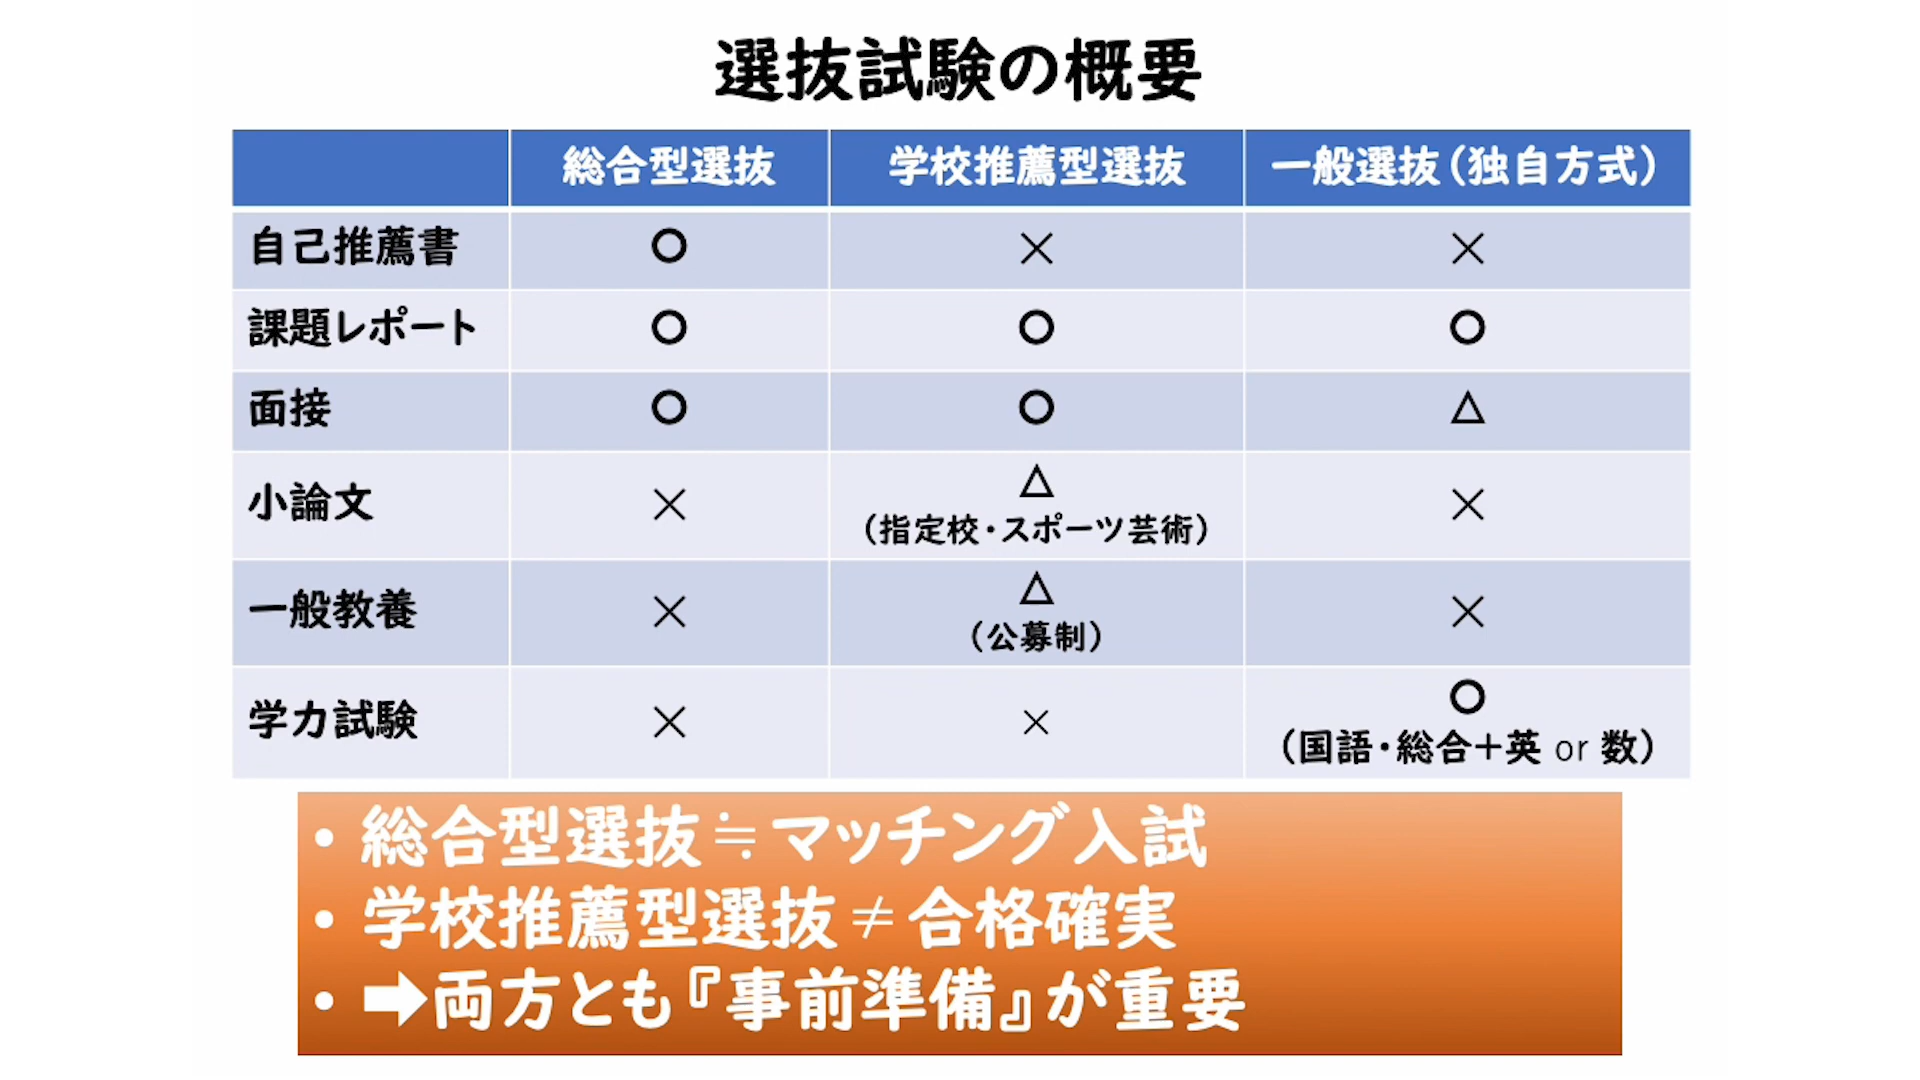 選抜試験の概要
総合型選抜 学校推薦型選抜 一般選抜(独自方式)
自己推薦書 ○ × ×
課題レポート ○ ○ ○
面接 ○ ○ △
小論文 × △ ×
(指定校・スポーツ芸術)
一般教養 × △ ×
(公募制)
学力試験 × × ○
(国語・総合+英 or 数)
• 総合型選抜≒マッチング入試
• 学校推薦型選抜≠合格確実
• ➡両方とも『事前準備』が重要